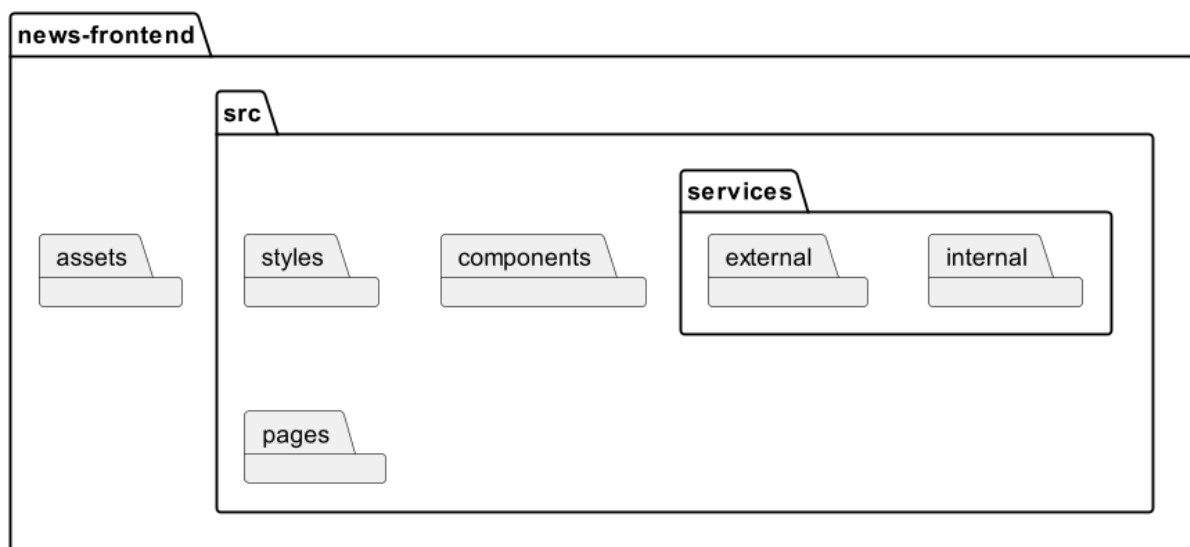 news-frontend
src
services
assets
styles
components
external
internal
pages